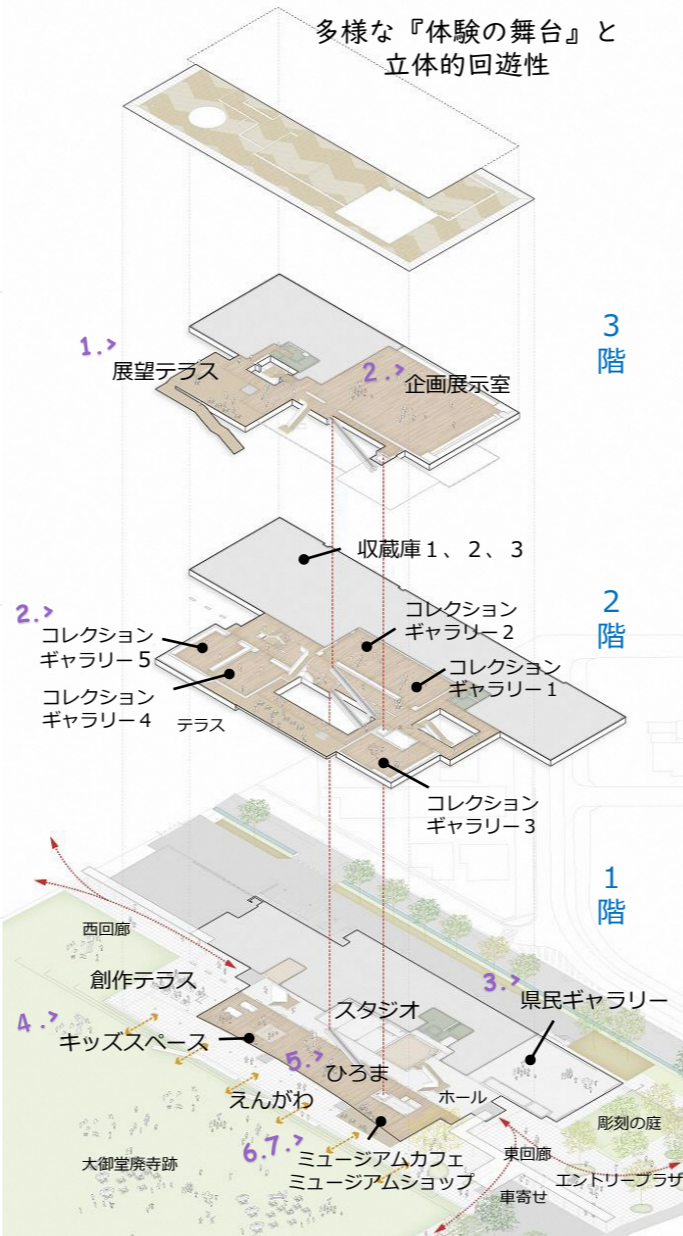 多様な『体験の舞台』と
立体的回遊性
3
階
1.>
展望テラス
2.>
企画展示室
収蔵庫１、２、３
2
階
2.>
コレクション
ギャラリー５
コレクション
ギャラリー２
コレクション
ギャラリー１
コレクション
ギャラリー４
テラス
コレクション
ギャラリー３
1
階
西回廊
創作テラス
スタジオ
3.>
県民ギャラリー
4.>
キッズスペース
5.>
ひろま
えんがわ
ホール
彫刻の庭
6.7.>
大御堂廃寺跡
ミュージアムカフェ
ミュージアムショップ
東回廊
エントリープラザ
車寄せ